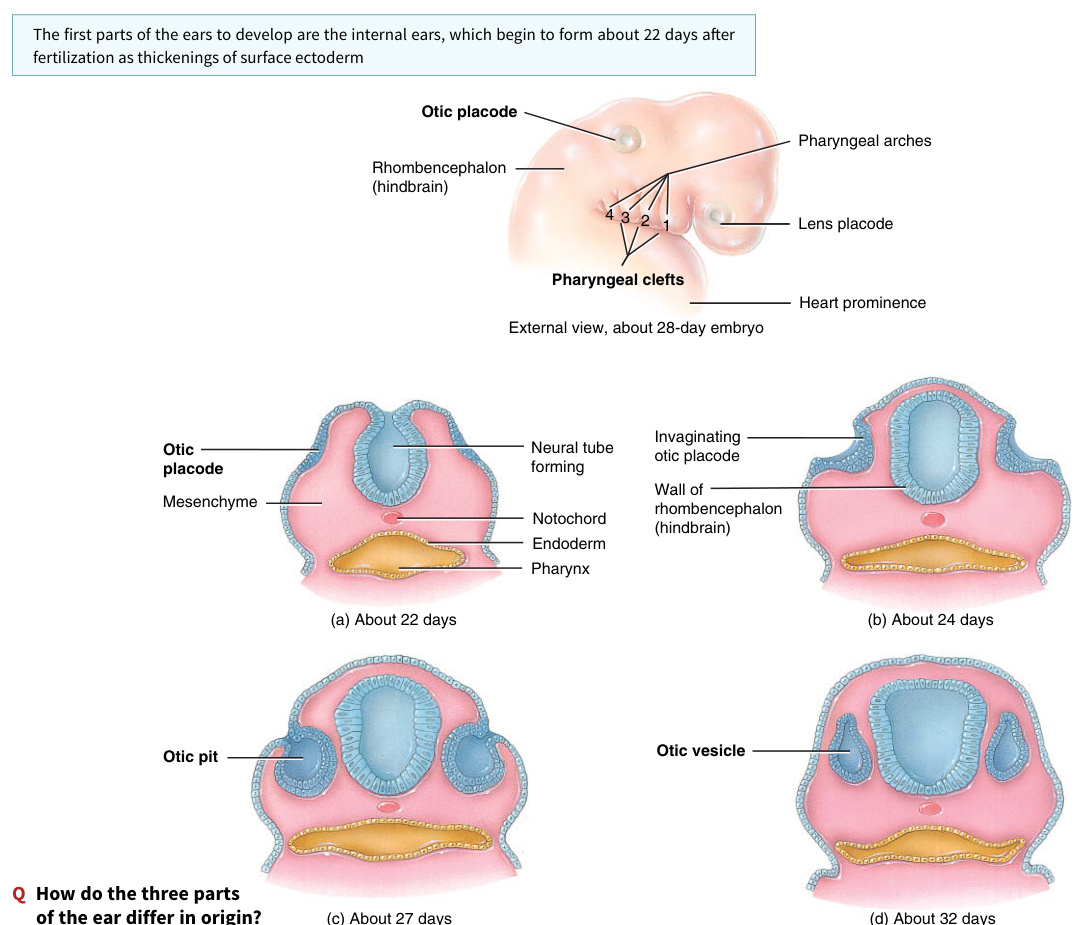 The first parts of the ears to develop are the internal ears, which begin to form about 22 days after
fertilization as thickenings of surface ectoderm
Otic placode
Pharyngeal arches
Rhombencephalon
(hindbrain)
4 3 2 1
Lens placode
Pharyngeal clefts
Heart prominence
External view, about 28-day embryo
Otic
placode
Mesenchyme
Neural tube
forming
Notochord
Endoderm
Pharynx
(a) About 22 days
Invaginating
otic placode
Wall of
rhombencephalon
(hindbrain)
(b) About 24 days
Otic pit
(c) About 27 days
Otic vesicle
(d) About 32 days
Q How do the three parts
of the ear differ in origin?